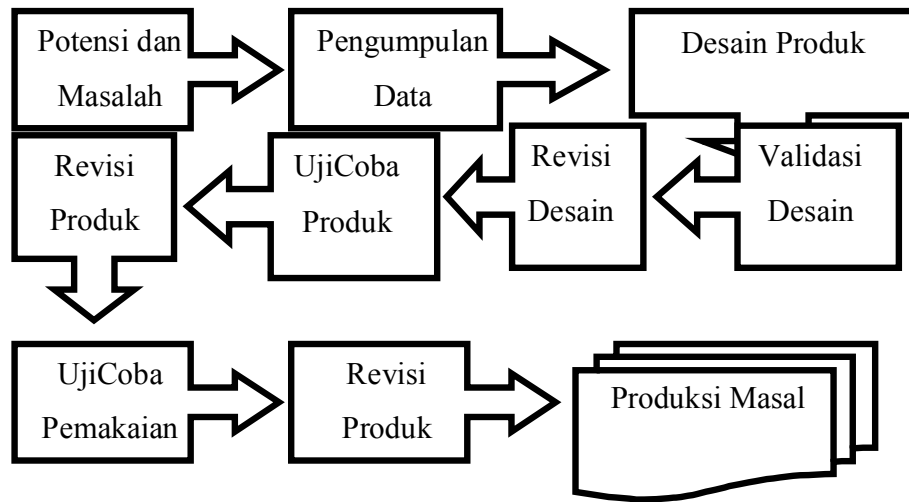 Potensi dan
Masalah
Pengumpulan
Data
Desain Produk
Validasi
Desain
Revisi
Desain
UjiCoba
Produk
Revisi
Produk
UjiCoba
Pemakaian
Revisi
Produk
Produksi Masal